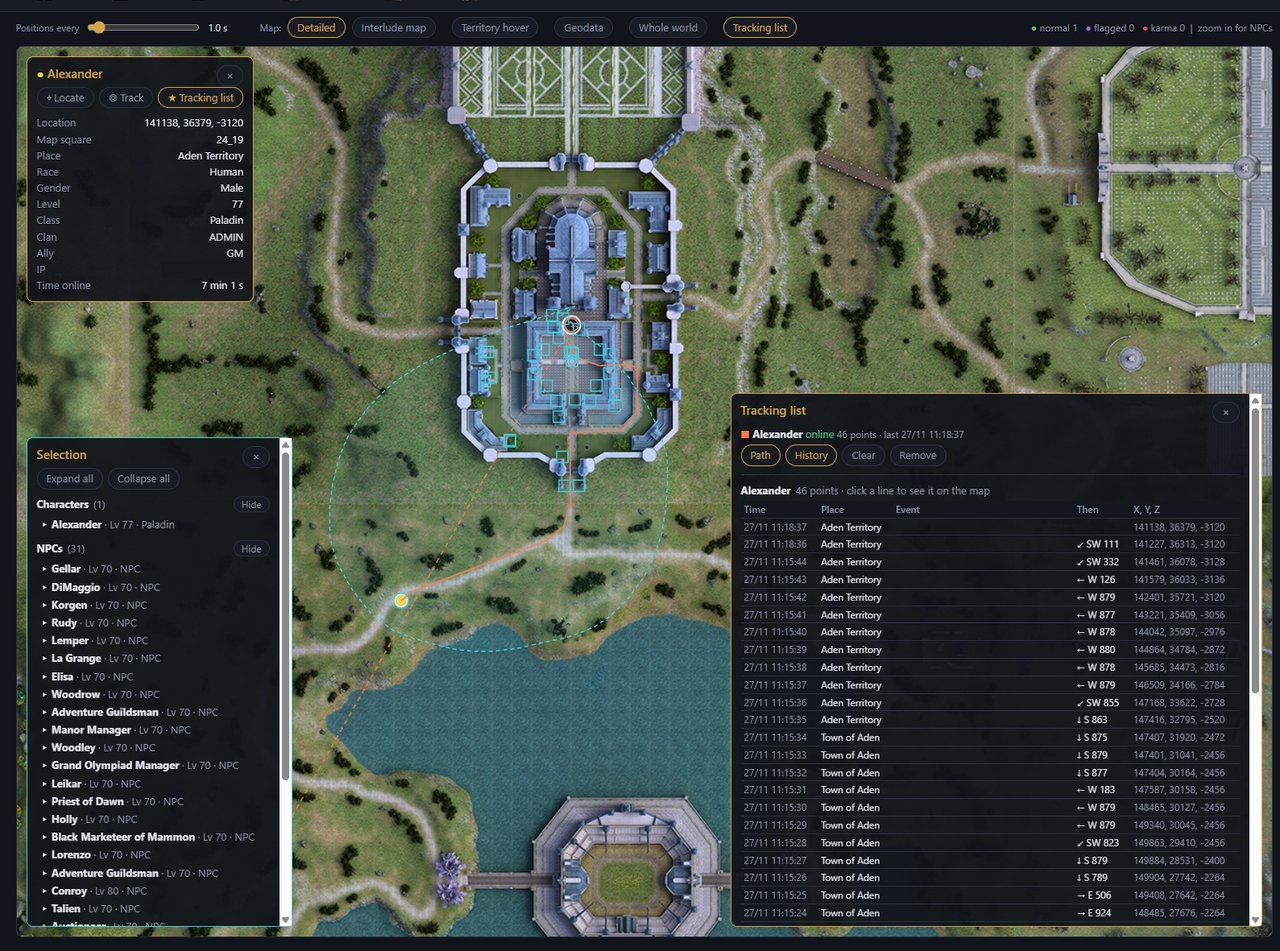 Positions every 1.0 s Map: Detailed Interlude map Territory hover Geodata Whole world Tracking list normal 1 flagged 0 karma 0 | zoom in for NPCs
Alexander ×
Locate Track ★ Tracking list
Location 141138, 36379, -3120
Map square 24_19
Place Aden Territory
Race Human
Gender Male
Level 77
Class Paladin
Clan ADMIN
Ally GM
IP
Time online 7 min 1 s
Selection ×
Expand all Collapse all
Characters (1) Hide
▸ Alexander · Lv 77 · Paladin
NPCs (31) Hide
▸ Gellar · Lv 70 · NPC
▸ DiMaggio · Lv 70 · NPC
▸ Korgen · Lv 70 · NPC
▸ Rudy · Lv 70 · NPC
▸ Lemper · Lv 70 · NPC
▸ La Grange · Lv 70 · NPC
▸ Elisa · Lv 70 · NPC
▸ Woodrow · Lv 70 · NPC
▸ Adventure Guildsman · Lv 70 · NPC
▸ Manor Manager · Lv 70 · NPC
▸ Woodley · Lv 70 · NPC
▸ Grand Olympiad Manager · Lv 70 · NPC
▸ Leikar · Lv 70 · NPC
▸ Priest of Dawn · Lv 70 · NPC
▸ Holly · Lv 70 · NPC
▸ Black Marketeer of Mammon · Lv 70 · NPC
▸ Lorenzo · Lv 70 · NPC
▸ Adventure Guildsman · Lv 70 · NPC
▸ Conroy · Lv 80 · NPC
▸ Talien · Lv 70 · NPC
Tracking list ×
Alexander online 46 points · last 27/11 11:18:37
Path History Clear Remove
Alexander 46 points · click a line to see it on the map
Time Place Event Then X, Y, Z
27/11 11:18:37 Aden Territory 141138, 36379, -3120
27/11 11:18:36 Aden Territory ↙ SW 111 141227, 36313, -3120
27/11 11:15:44 Aden Territory ↙ SW 332 141461, 36078, -3128
27/11 11:15:43 Aden Territory ← W 126 141579, 36033, -3136
27/11 11:15:42 Aden Territory ← W 879 142401, 35721, -3120
27/11 11:15:41 Aden Territory ← W 877 143221, 35409, -3056
27/11 11:15:40 Aden Territory ← W 878 144042, 35097, -2976
27/11 11:15:39 Aden Territory ← W 880 144864, 34784, -2872
27/11 11:15:38 Aden Territory ← W 878 145685, 34473, -2816
27/11 11:15:37 Aden Territory ← W 879 146509, 34166, -2784
27/11 11:15:36 Aden Territory ↙ SW 855 147168, 33622, -2728
27/11 11:15:35 Aden Territory ↓ S 863 147416, 32795, -2520
27/11 11:15:34 Town of Aden ↓ S 875 147407, 31920, -2472
27/11 11:15:33 Town of Aden ↓ S 879 147401, 31041, -2456
27/11 11:15:32 Town of Aden ↓ S 877 147404, 30164, -2456
27/11 11:15:31 Town of Aden ← W 183 147587, 30158, -2456
27/11 11:15:30 Town of Aden ← W 879 148465, 30127, -2456
27/11 11:15:29 Town of Aden ← W 879 149340, 30045, -2456
27/11 11:15:28 Town of Aden ↙ SW 823 149863, 29410, -2456
27/11 11:15:27 Town of Aden ↓ S 879 149884, 28531, -2400
27/11 11:15:26 Town of Aden ↓ S 789 149904, 27742, -2264
27/11 11:15:25 Town of Aden → E 506 149408, 27642, -2264
27/11 11:15:24 Town of Aden → E 924 148485, 27676, -2264